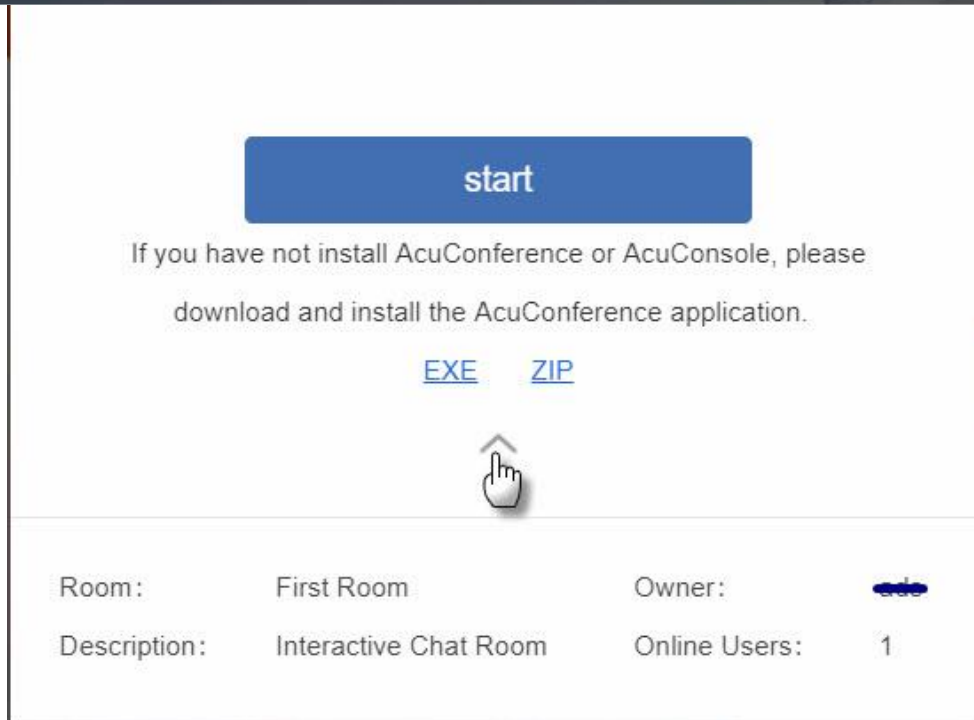 start
If you have not install AcuConference or AcuConsole, please
download and install the AcuConference application.
EXE ZIP
Room: First Room Owner:
Description: Interactive Chat Room Online Users: 1